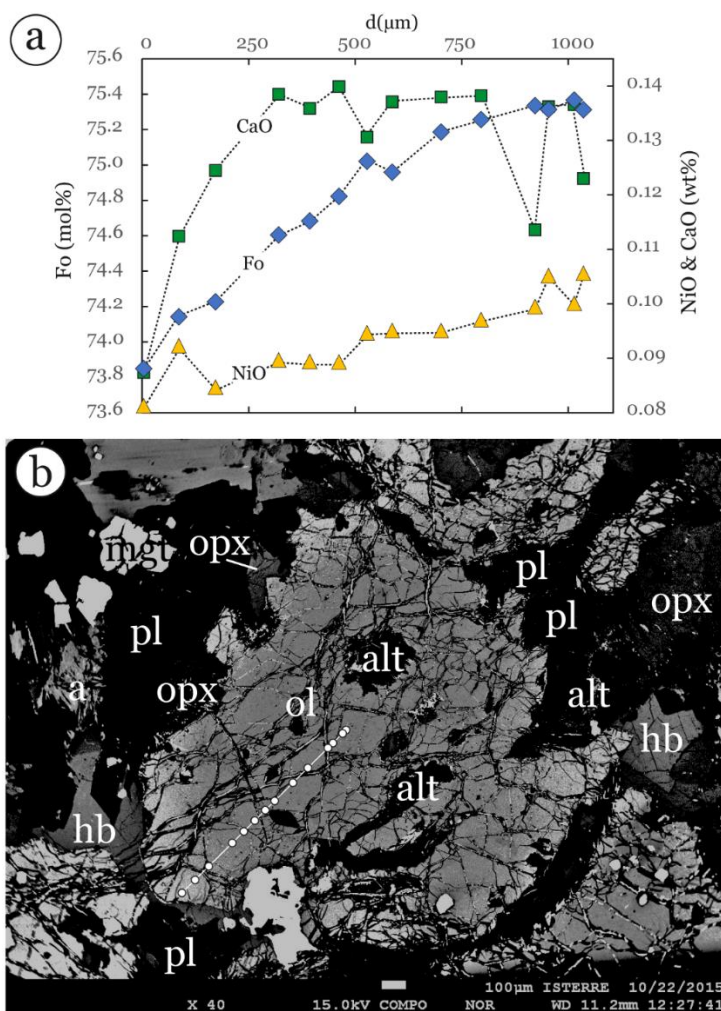 a
d(μm)
0 250 500 750 1000
75.6
75.4
75.2
75.0
74.8
74.6
74.4
74.2
74.0
73.8
73.6
Fo (mol%)
0.14
0.13
0.12
0.11
0.10
0.09
0.08
NiO & CaO (wt%)
CaO
Fo
NiO
b
mgt
opx
pl
opx
pl
pl
alt
a
opx
ol
alt
hb
alt
hb
pl
100μm ISTERRE 10/22/2015
X 40 15.0kV COMPO NOR WD 11.2mm 12:27:41